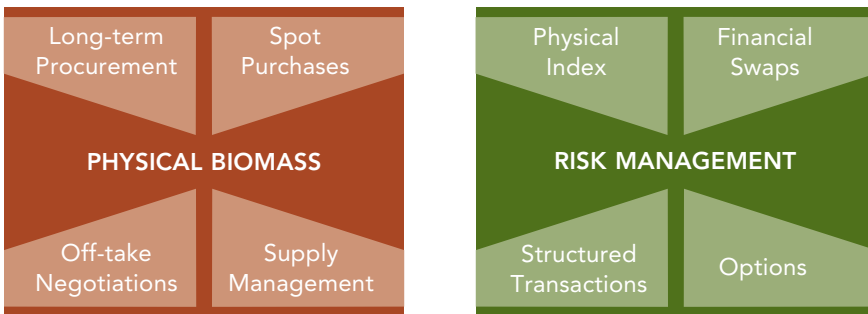 Long-term
Procurement
Spot
Purchases
PHYSICAL BIOMASS
Off-take
Negotiations
Supply
Management
Physical
Index
Financial
Swaps
RISK MANAGEMENT
Structured
Transactions
Options